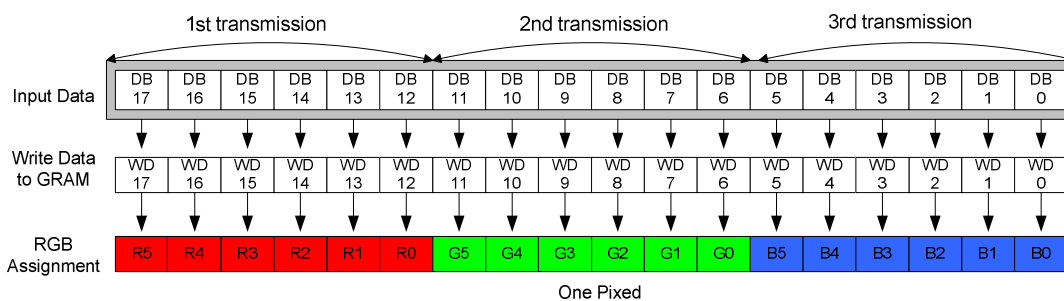 1st transmission 2nd transmission 3rd transmission
Input Data
DB DB DB DB DB DB DB DB DB DB DB DB DB DB DB DB DB DB
17 16 15 14 13 12 11 10 9 8 7 6 5 4 3 2 1 0
Write Data
to GRAM
WD WD WD WD WD WD WD WD WD WD WD WD WD WD WD WD WD WD
17 16 15 14 13 12 11 10 9 8 7 6 5 4 3 2 1 0
RGB
Assignment
R5 R4 R3 R2 R1 R0 G5 G4 G3 G2 G1 G0 B5 B4 B3 B2 B1 B0
One Pixed